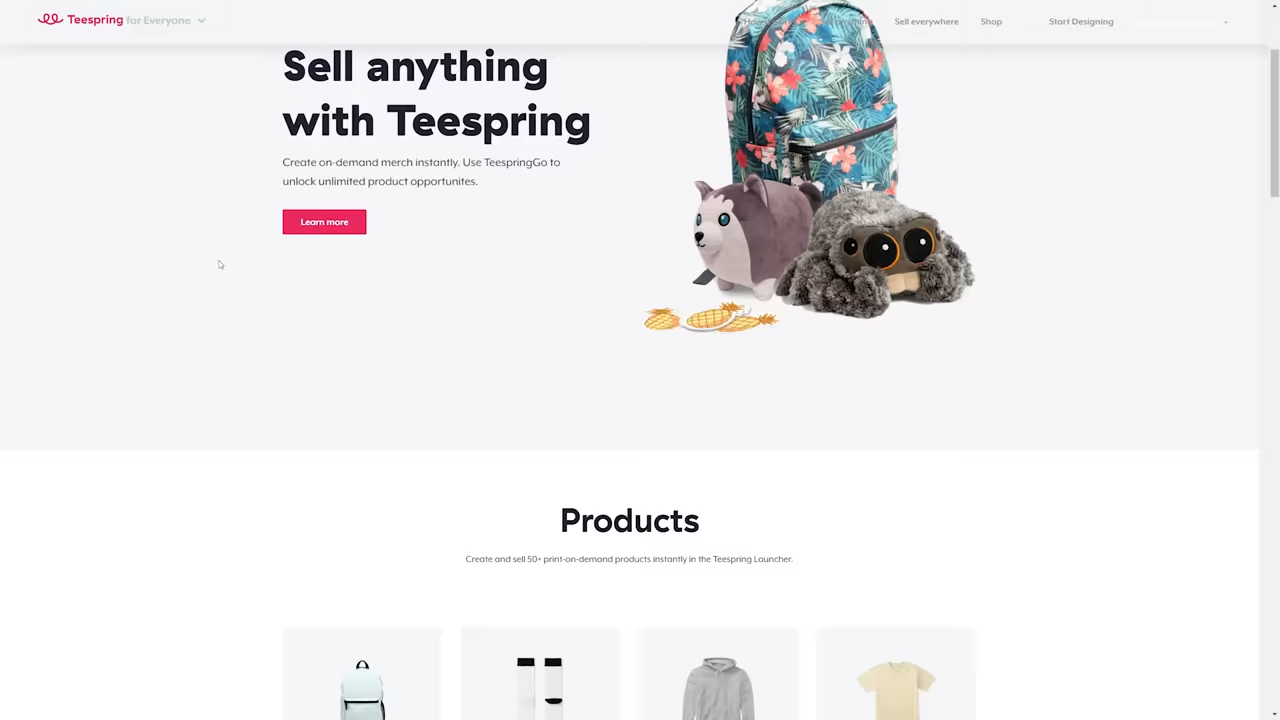 Teespring for Everyone
Sell everywhere
Shop
Start Designing
Sell anything
with Teespring
Create on-demand merch instantly. Use TeespringGo to
unlock unlimited product opportunites.
Learn more
Products
Create and sell 50+ print-on-demand products instantly in the Teespring Launcher.